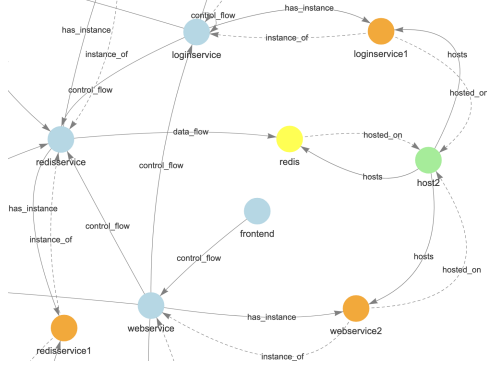 control_flow
has_instance
has_instance
instance_of
instance_of
loginservice
loginservice1
hosts
control_flow
hosted_on
data_flow
hosted_on
redisservice
redis
control_flow
hosts
host2
has_instance
control_flow
frontend
instance_of
control_flow
hosts
hosted_on
has_instance
webservice
webservice2
redisservice1
instance_of